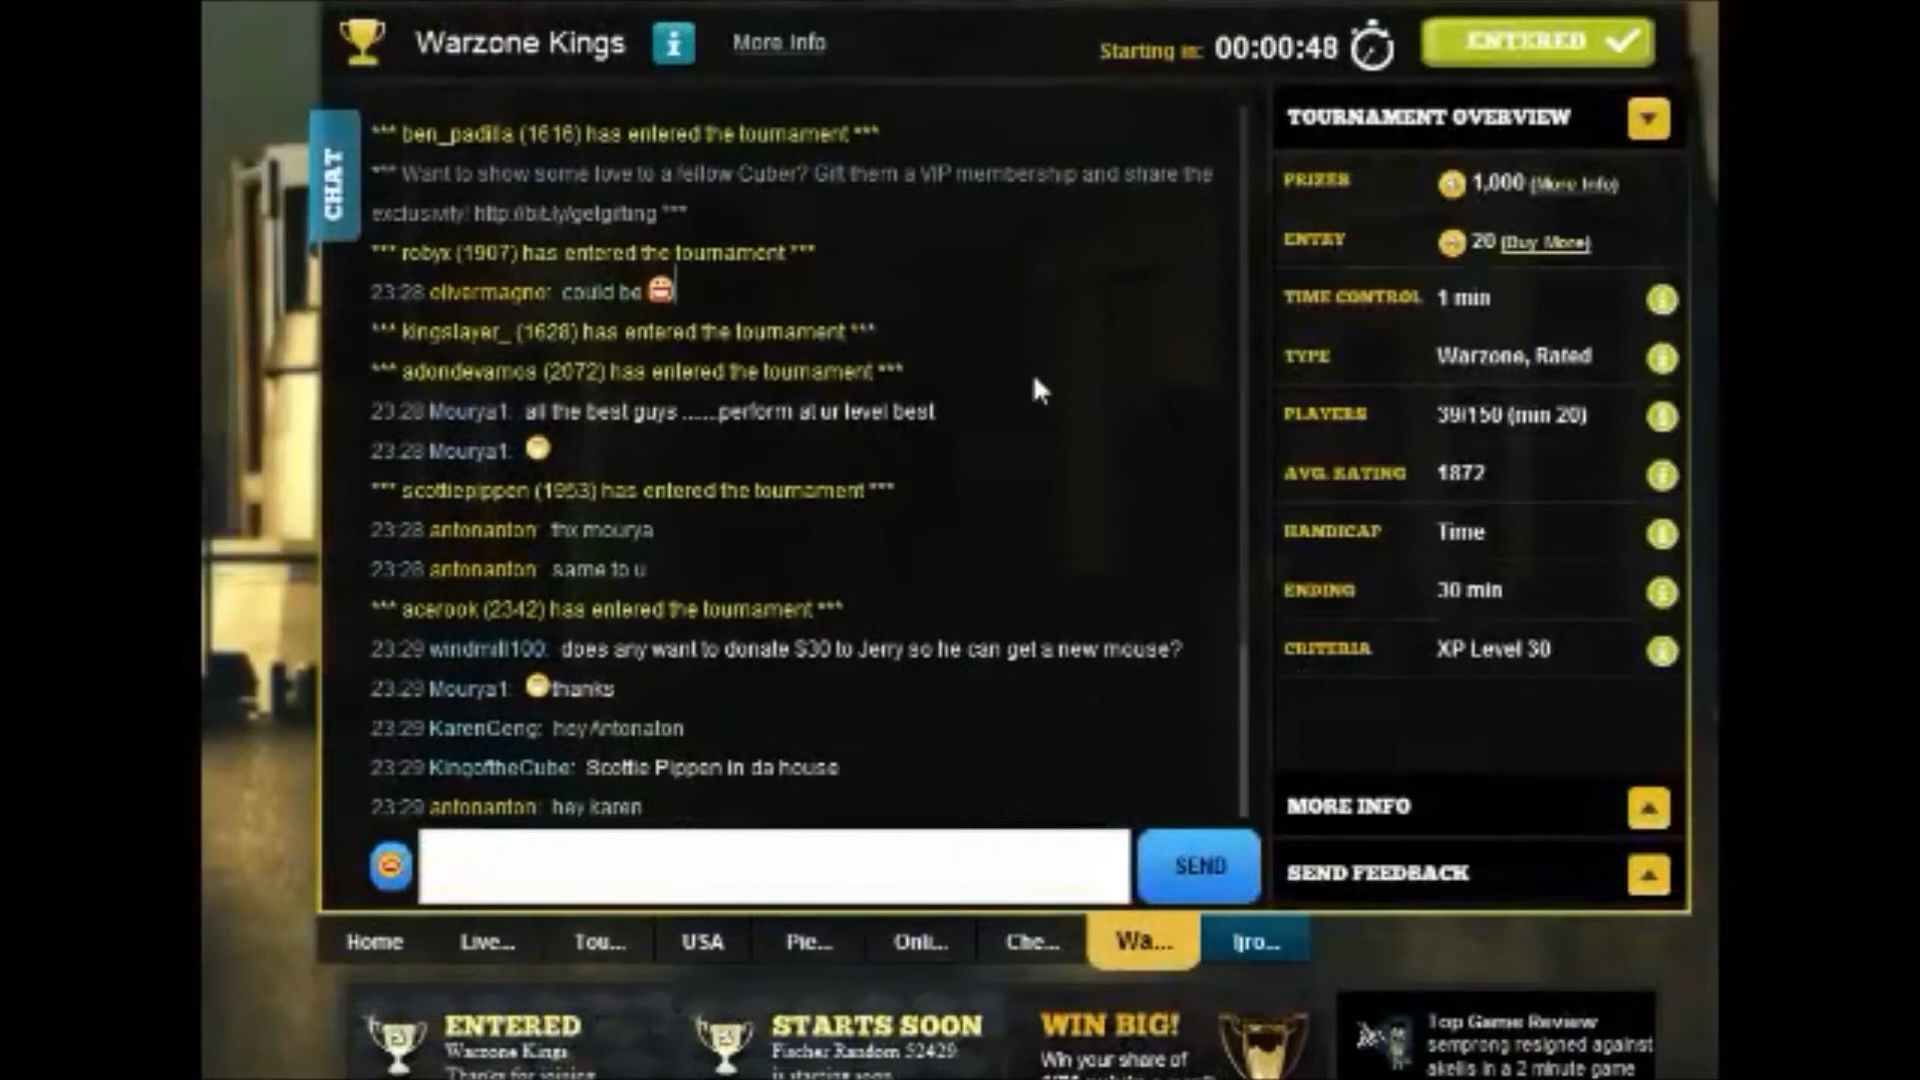 Warzone Kings
More Info
Starting in: 00:00:48
ENTERED
CHAT
*** ben_padilla (1616) has entered the tournament ***
*** Want to show some love to a fellow Cuber? Gift them a VIP membership and share the
exclusivity! http://bit.ly/getgifting ***
*** robyx (1907) has entered the tournament ***
23:28 olivermagno: could be
*** kingslayer_ (1628) has entered the tournament ***
*** adondevamos (2072) has entered the tournament ***
23:28 Mourya1: all the best guys ......perform at ur level best
23:28 Mourya1:
*** scottiepippen (1953) has entered the tournament ***
23:28 antonanton: thx mourya
23:28 antonanton: same to u
*** acerook (2342) has entered the tournament ***
23:29 windmill100: does any want to donate $30 to Jerry so he can get a new mouse?
23:29 Mourya1: thanks
23:29 KarenGeng: hey Antonaton
23:29 KingoftheCube: Scottie Pippen in da house
23:29 antonanton: hey karen
SEND
TOURNAMENT OVERVIEW
PRIZES 1,000 (More Info)
ENTRY 20 (Buy More)
TIME CONTROL 1 min
TYPE Warzone, Rated
PLAYERS 39/150 (min 20)
AVG. RATING 1872
HANDICAP Time
ENDING 30 min
CRITERIA XP Level 30
MORE INFO
SEND FEEDBACK
Home Live... Tou... USA Pie... Onli... Che... Wa... ljro...
ENTERED
Warzone Kings
Thanks for joining
STARTS SOON
Fischer Random 52429
is starting soon
WIN BIG!
Win your share of
Top Game Review
semprong resigned against
akellis in a 2 minute game